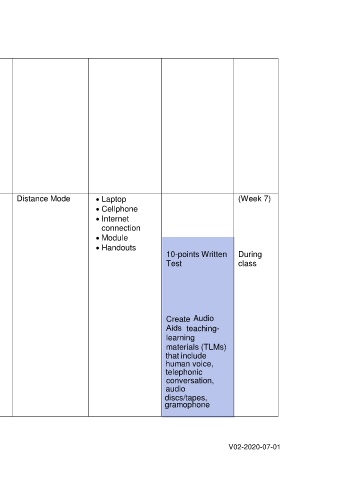 Distance Mode
• Laptop
• Cellphone
• Internet
connection
• Module
• Handouts
10-points Written
Test
Create Audio
Aids teaching-
learning
materials (TLMs)
that include
human voice,
telephonic
conversation,
audio
discs/tapes,
gramophone
(Week 7)
During
class
V02-2020-07-01